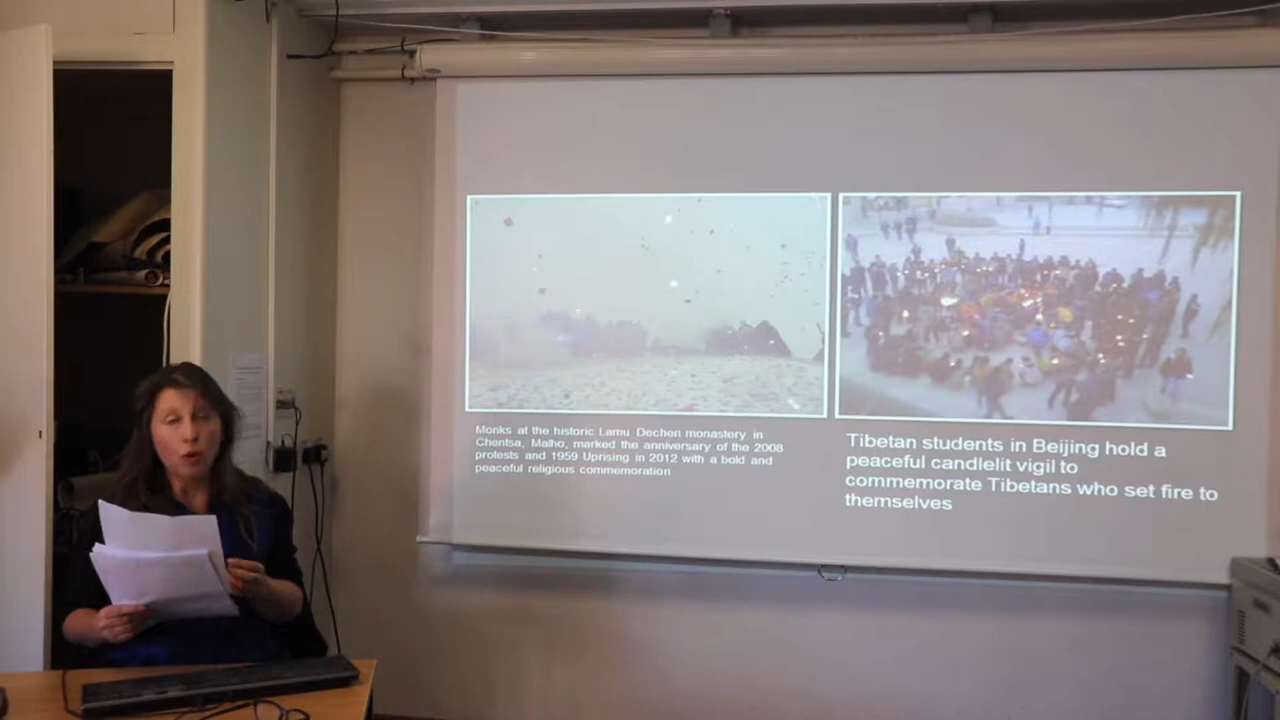 Monks at the historic Lamu Dechen monastery in
Chentsa, Malho, marked the anniversary of the 2008
protests and 1959 Uprising in 2012 with a bold and
peaceful religious commemoration
Tibetan students in Beijing hold a
peaceful candlelit vigil to
commemorate Tibetans who set fire to
themselves